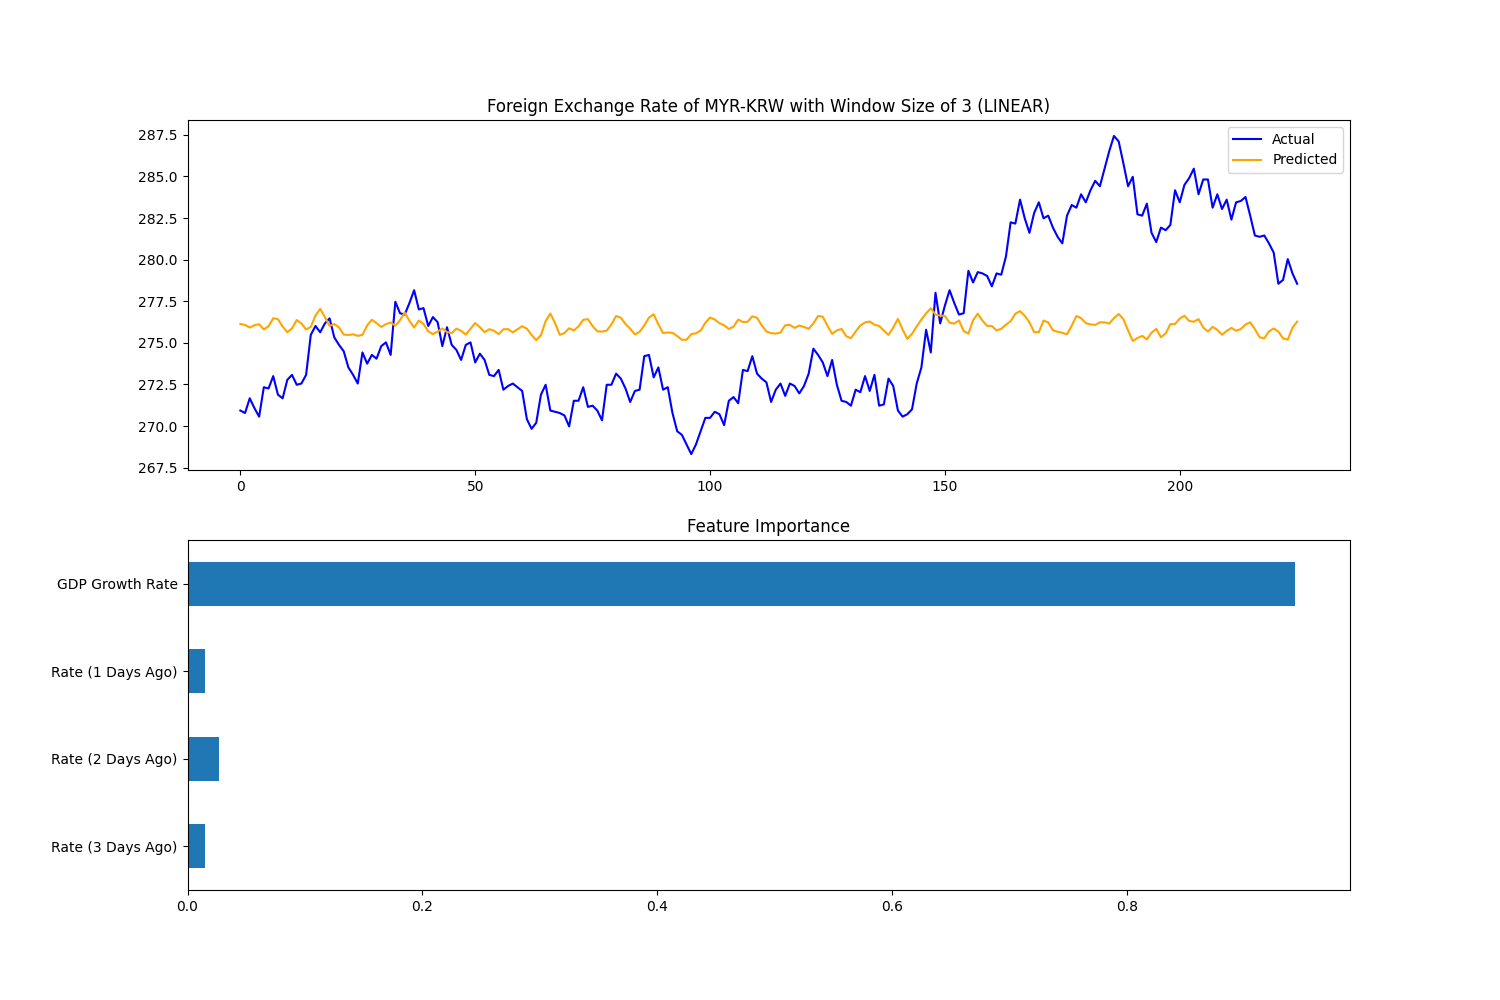 Foreign Exchange Rate of MYR-KRW with Window Size of 3 (LINEAR)
287.5
285.0
282.5
280.0
277.5
275.0
272.5
270.0
267.5
Actual
Predicted
0 50 100 150 200
Feature Importance
GDP Growth Rate
Rate (1 Days Ago)
Rate (2 Days Ago)
Rate (3 Days Ago)
0.0 0.2 0.4 0.6 0.8